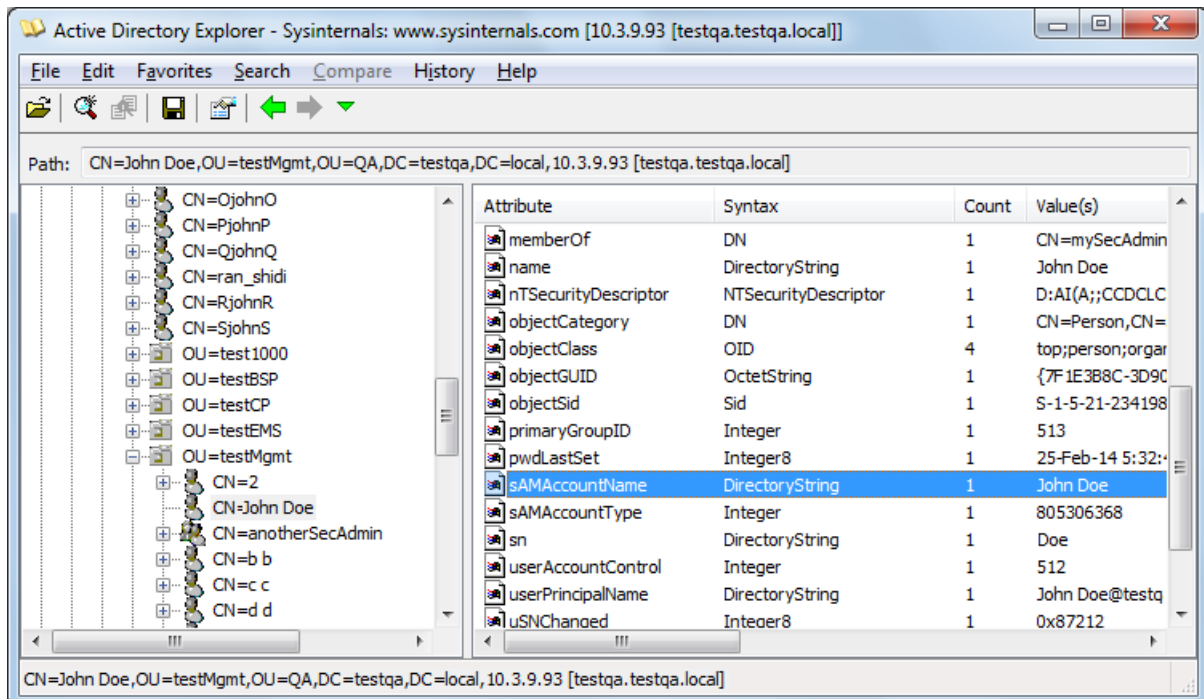 Active Directory Explorer - Sysinternals: www.sysinternals.com [10.3.9.93 [testqa.testqa.local]]
File Edit Favorites Search Compare History Help
Path: CN=John Doe,OU=testMgmt,OU=QA,DC=testqa,DC=local,10.3.9.93 [testqa.testqa.local]
CN=OjohnO
CN=PjohnP
CN=QjohnQ
CN=ran_shidi
CN=RjohnR
CN=SjohnS
OU=test1000
OU=testBSP
OU=testCP
OU=testEMS
OU=testMgmt
CN=2
CN=John Doe
CN=anotherSecAdmin
CN=b b
CN=c c
CN=d d
Attribute Syntax Count Value(s)
memberOf DN 1 CN=mySecAdmin
name DirectoryString 1 John Doe
nTSecurityDescriptor NTSecurityDescriptor 1 D:AI(A;;CCDCLC
objectCategory DN 1 CN=Person,CN=
objectClass OID 4 top;person;organ
objectGUID OctetString 1 {7F1E3B8C-3D90
objectSid Sid 1 S-1-5-21-234198
primaryGroupID Integer 1 513
pwdLastSet Integer8 1 25-Feb-14 5:32:4
sAMAccountName DirectoryString 1 John Doe
sAMAccountType Integer 1 805306368
sn DirectoryString 1 Doe
userAccountControl Integer 1 512
userPrincipalName DirectoryString 1 John Doe@testq
uSNChanged Integer8 1 0x87212
CN=John Doe,OU=testMgmt,OU=QA,DC=testqa,DC=local,10.3.9.93 [testqa.testqa.local]